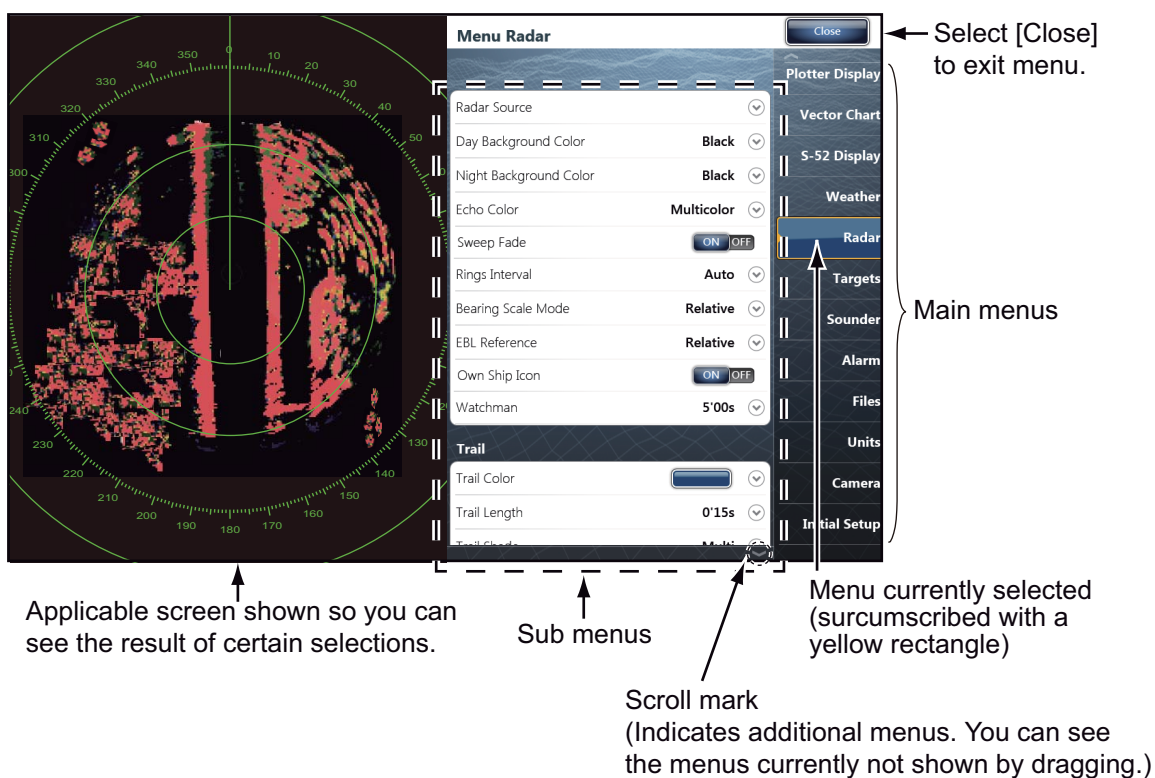 Menu Radar
Close
Select [Close]
to exit menu.
Radar Source
Day Background Color Black
Night Background Color Black
Echo Color Multicolor
Sweep Fade ON OFF
Rings Interval Auto
Bearing Scale Mode Relative
EBL Reference Relative
Own Ship Icon ON OFF
Watchman 5'00s
Trail
Trail Color
Trail Length 0'15s
Trail Shade Multi
Plotter Display
Vector Chart
S-52 Display
Weather
Radar
Targets
Sounder
Alarm
Files
Units
Camera
Initial Setup
Main menus
0
10
20
30
40
50
130
140
150
160
170
180
190
200
210
220
230
240
300
310
320
330
340
350
Applicable screen shown so you can
see the result of certain selections.
Sub menus
Menu currently selected
(surcumscribed with a
yellow rectangle)
Scroll mark
(Indicates additional menus. You can see
the menus currently not shown by dragging.)